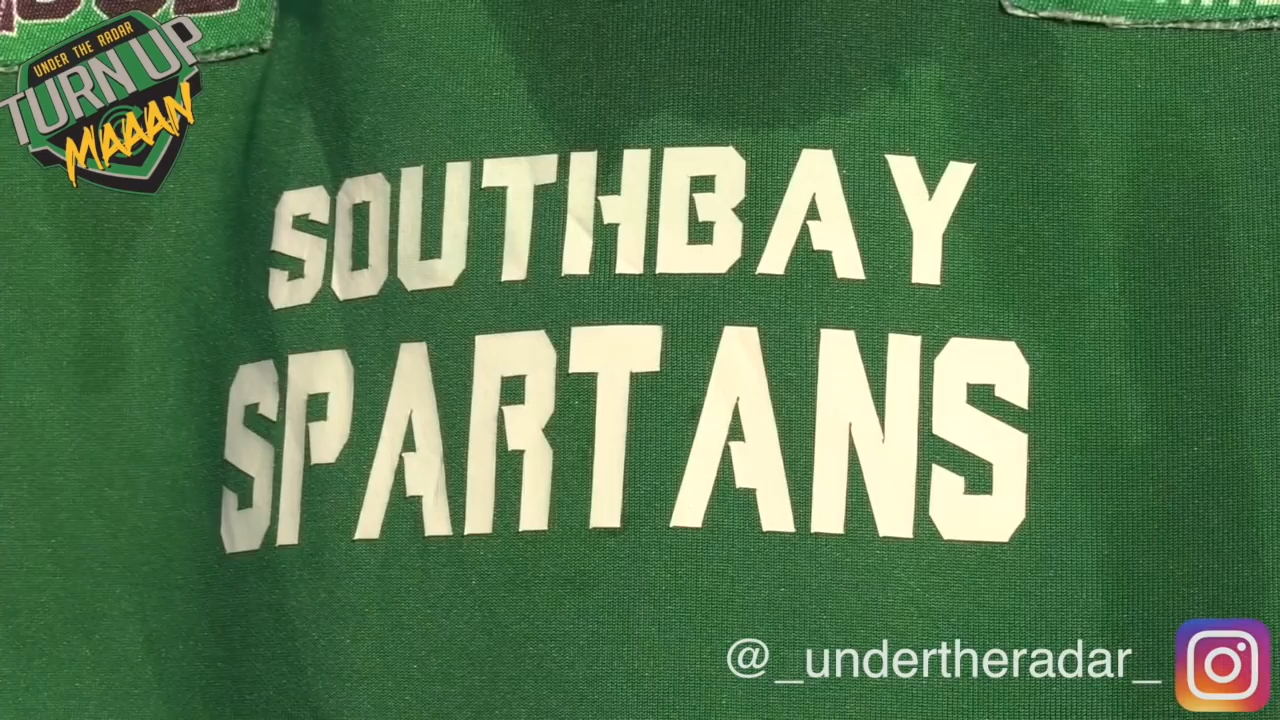 UNDER THE RADAR
TURN UP
MAAAN
SOUTHBAY
SPARTANS
@_undertheradar_